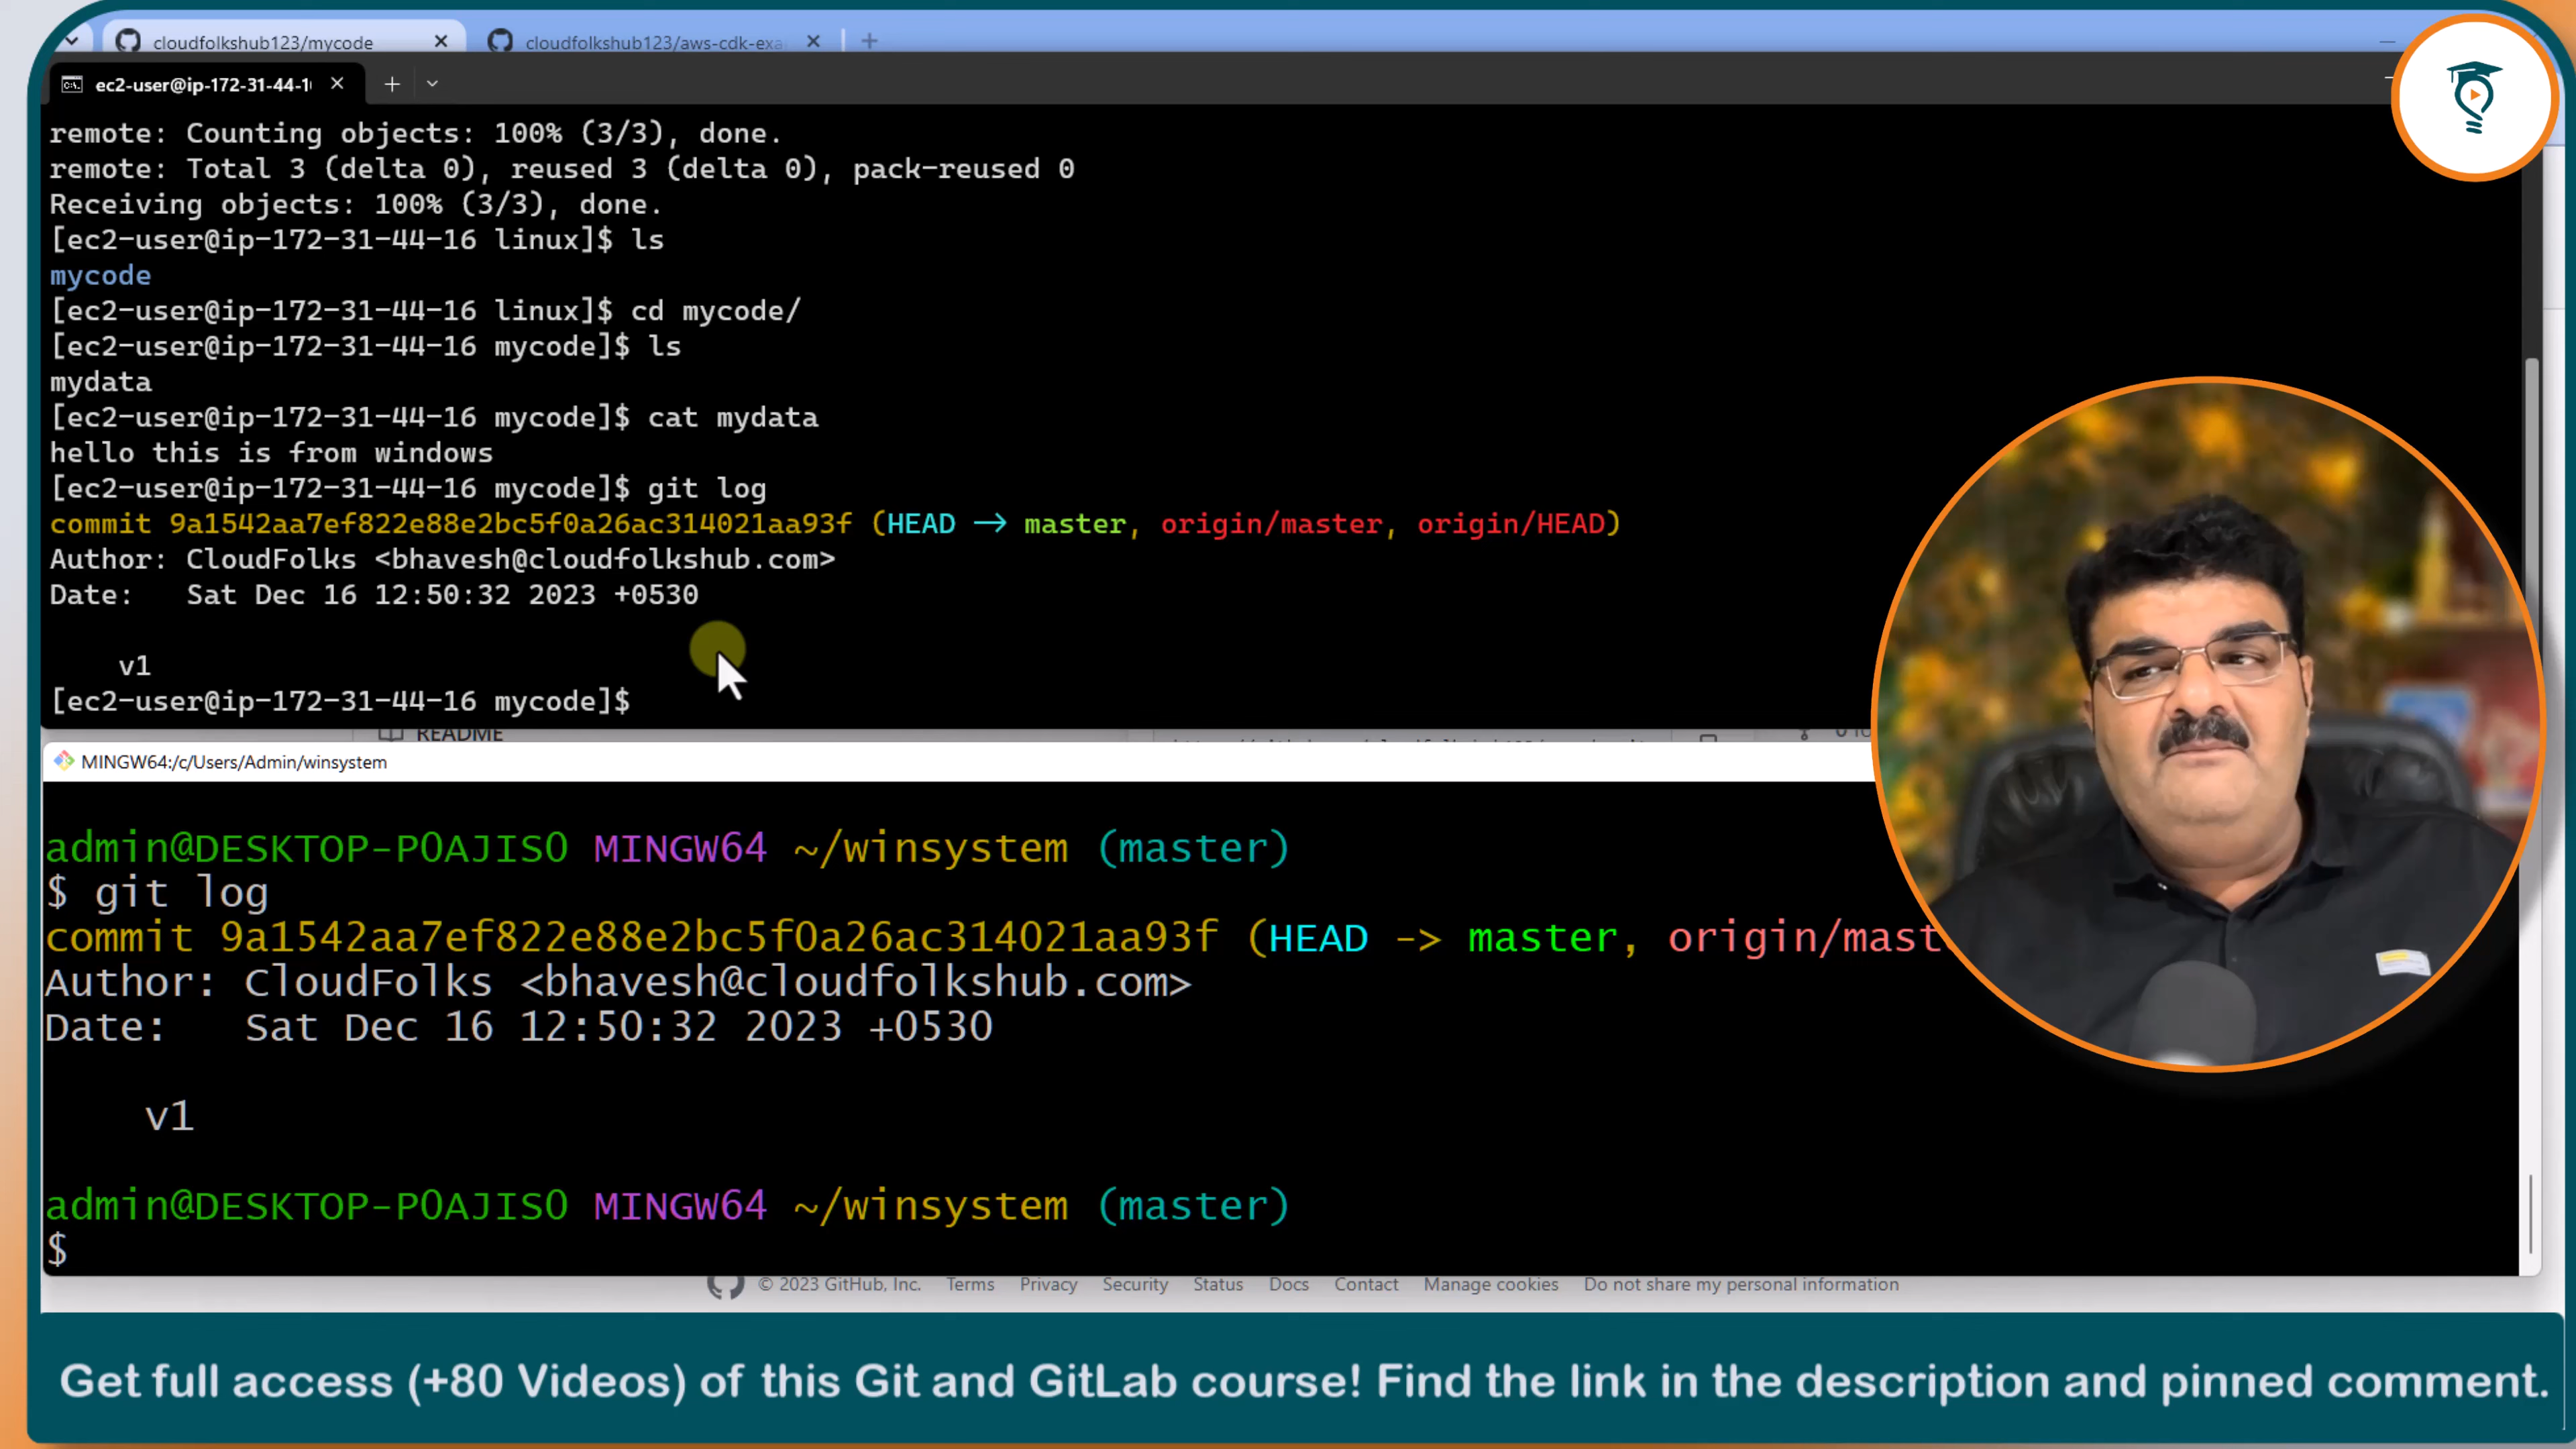 cloudfolkshub123/mycode
cloudfolkshub123/aws-cdk-exa
ec2-user@ip-172-31-44-1
remote: Counting objects: 100% (3/3), done.
remote: Total 3 (delta 0), reused 3 (delta 0), pack-reused 0
Receiving objects: 100% (3/3), done.
[ec2-user@ip-172-31-44-16 linux]$ ls
mycode
[ec2-user@ip-172-31-44-16 linux]$ cd mycode/
[ec2-user@ip-172-31-44-16 mycode]$ ls
mydata
[ec2-user@ip-172-31-44-16 mycode]$ cat mydata
hello this is from windows
[ec2-user@ip-172-31-44-16 mycode]$ git log
commit 9a1542aa7ef822e88e2bc5f0a26ac314021aa93f (HEAD -> master, origin/master, origin/HEAD)
Author: CloudFolks <bhavesh@cloudfolkshub.com>
Date:   Sat Dec 16 12:50:32 2023 +0530
v1
[ec2-user@ip-172-31-44-16 mycode]$
README
MINGW64:/c/Users/Admin/winsystem
admin@DESKTOP-P0AJISO MINGW64 ~/winsystem (master)
$ git log
commit 9a1542aa7ef822e88e2bc5f0a26ac314021aa93f (HEAD -> master, origin/mast
Author: CloudFolks <bhavesh@cloudfolkshub.com>
Date:   Sat Dec 16 12:50:32 2023 +0530
v1
admin@DESKTOP-P0AJISO MINGW64 ~/winsystem (master)
$
© 2023 GitHub, Inc. Terms Privacy Security Status Docs Contact Manage cookies Do not share my personal information
Get full access (+80 Videos) of this Git and GitLab course! Find the link in the description and pinned comment.